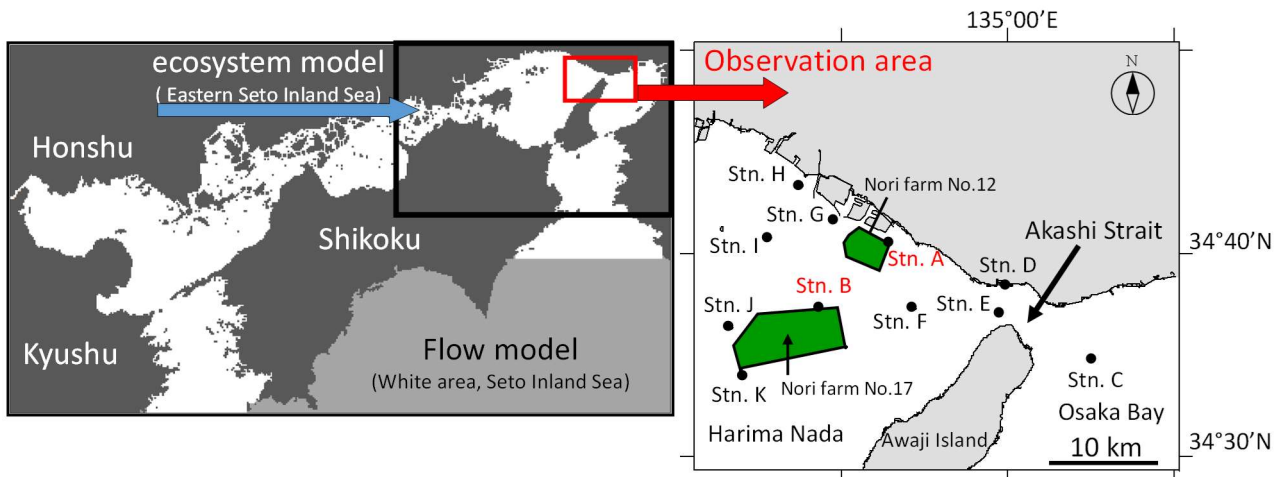 ecosystem model
( Eastern Seto Inland Sea)
Honshu
Shikoku
Kyushu
Flow model
(White area, Seto Inland Sea)
135°00’E
Observation area
N
Stn. H
Nori farm No.12
Stn. G
Akashi Strait
34°40’N
Stn. I
Stn. A
Stn. D
Stn. B
Stn. E
Stn. J
Stn. F
Stn. C
Stn. K
Nori farm No.17
Osaka Bay
Harima Nada
Awaji Island
10 km
34°30’N